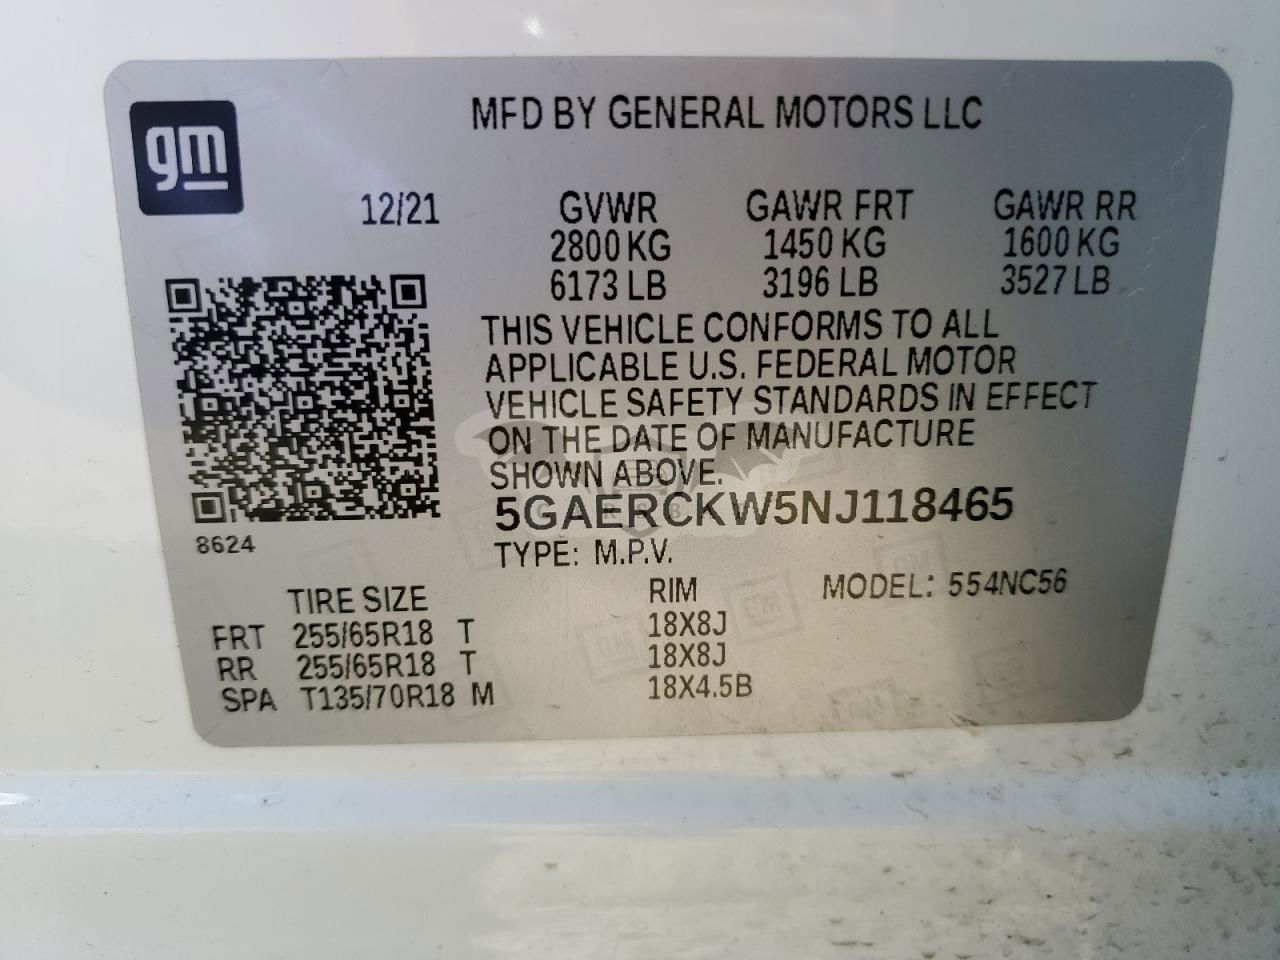 gm
MFD BY GENERAL MOTORS LLC
12/21 GVWR GAWR FRT GAWR RR
2800 KG 1450 KG 1600 KG
6173 LB 3196 LB 3527 LB
THIS VEHICLE CONFORMS TO ALL
APPLICABLE U.S. FEDERAL MOTOR
VEHICLE SAFETY STANDARDS IN EFFECT
ON THE DATE OF MANUFACTURE
SHOWN ABOVE.
5GAERCKW5NJ118465
8624
TYPE: M.P.V.
TIRE SIZE RIM MODEL: 554NC56
FRT 255/65R18 T 18X8J
RR 255/65R18 T 18X8J
SPA T135/70R18 M 18X4.5B